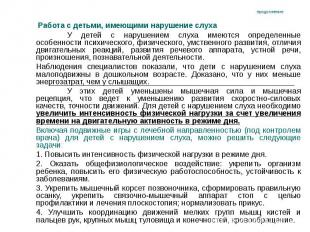 продолжение
Работа с детьми, имеющими нарушение слуха
У детей с нарушением слуха имеются определенные
особенности психического, физического, умственного развития, отличия
двигательных реакций, развития речевого аппарата, устной речи,
произношения, познавательной деятельности.
Наблюдения специалистов показали, что дети с нарушением слуха
малоподвижны в дошкольном возрасте. Доказано, что у них меньше
энергозатрат, чем у слышащих.
У этих детей уменьшены мышечная сила и мышечная
рецепция, что ведет к уменьшению развития скоростно-силовых
качеств, точности движений. Для детей с нарушением слуха необходимо
увеличить интенсивность физической нагрузки за счет увеличения
времени на двигательную активность в режиме дня.
Включая подвижные игры с лечебной направленностью (под контролем
врача) для детей с нарушением слуха, можно решить следующие
задачи
1. Повысить интенсивность физической нагрузки в режиме дня.
2. Оказать общефизиологическое воздействие: укрепить организм
ребенка, повысить его физическую работоспособность, устойчивость к
заболеваниям.
3. Укрепить мышечный корсет позвоночника, сформировать правильную
осанку, укрепить связочно-мышечный аппарат стоп с целью
профилактики и лечения плоскостопия; нормализовать прикус.
4. Улучшить координацию движений мелких групп мышц кистей и
пальцев рук, крупных мышц туловища и конечностей, кровообращение.